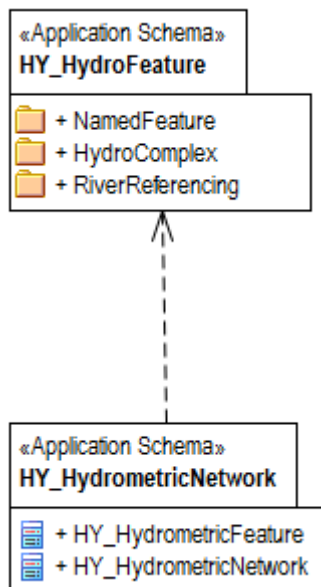 «Application Schema»
HY_HydroFeature
+ NamedFeature
+ HydroComplex
+ RiverReferencing
«Application Schema»
HY_HydrometricNetwork
+ HY_HydrometricFeature
+ HY_HydrometricNetwork